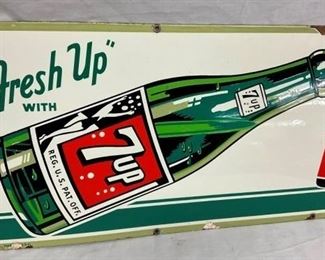 "Fresh Up"
WITH
7up
7up
REG. U.S. PAT. OFF.